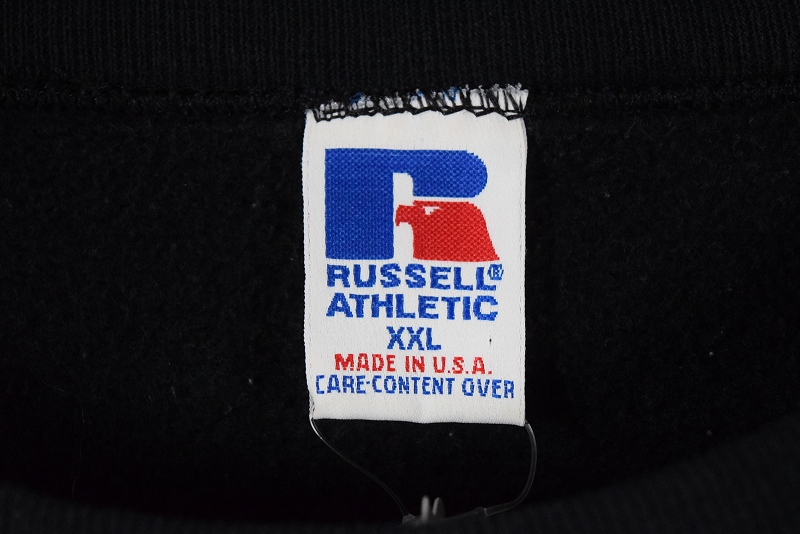 RUSSELL®
ATHLETIC
XXL
MADE IN U.S.A.
CARE-CONTENT OVER